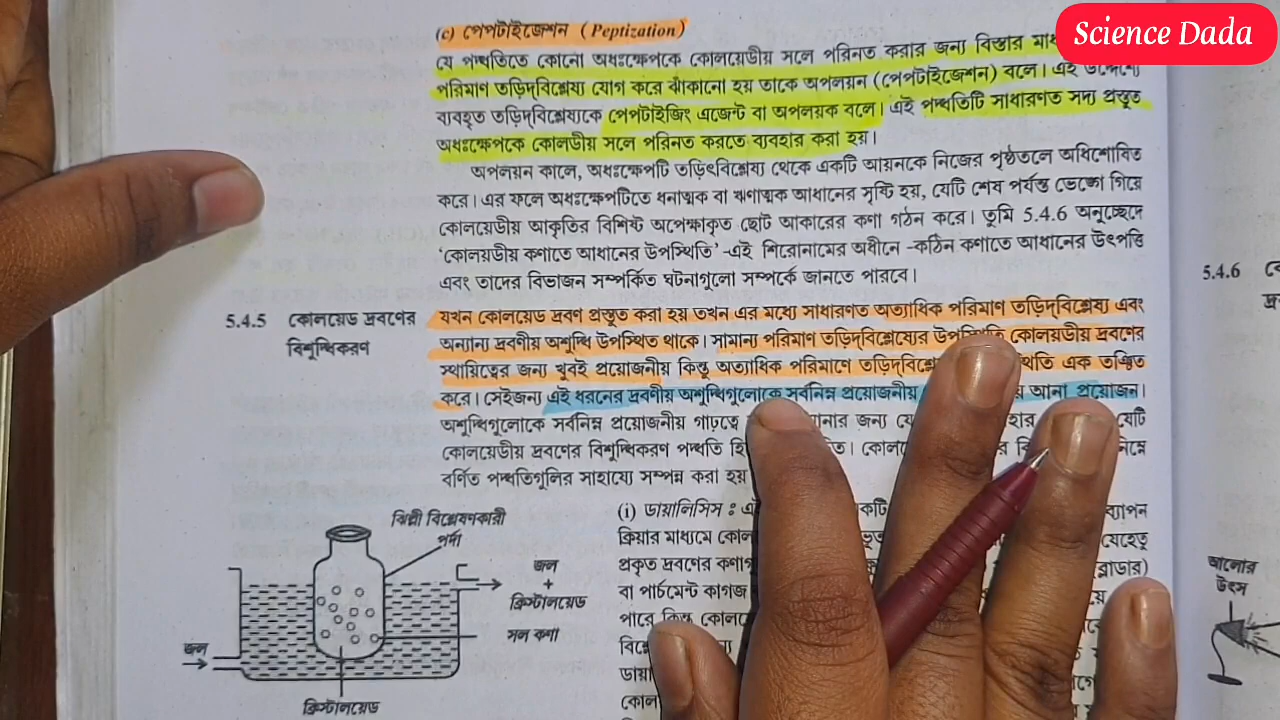 Science Dada
(c) পেপটাইজেশন (Peptization)
যে পদ্ধতিতে কোনো অধঃক্ষেপকে কোলয়েডীয় সলে পরিনত করার জন্য বিস্তার
পরিমাণ তড়িদ্‌বিশ্লেষ্য যোগ করে ঝাঁকানো হয় তাকে অপলয়ন (পেপটাইজেশন) বলে। এই
ব্যবহৃত তড়িদ্‌বিশ্লেষ্যকে পেপটাইজিং এজেন্ট বা অপলয়ক বলে। এই পদ্ধতিটি সাধারণত সদ্য প্রস্তুত
অধঃক্ষেপকে কোলডীয় সলে পরিনত করতে ব্যবহার করা হয়।
অপলয়ন কালে, অধঃক্ষেপটি তড়িৎবিশ্লেষ্য থেকে একটি আয়নকে নিজের পৃষ্ঠতলে অধিশোষিত
করে। এর ফলে অধঃক্ষেপটিতে ধনাত্মক বা ঋণাত্মক আধানের সৃষ্টি হয়, যেটি শেষ পর্যন্ত ভেঙ্গে গিয়ে
কোলয়েডীয় আকৃতির বিশিষ্ট অপেক্ষাকৃত ছোট আকারের কণা গঠন করে। তুমি 5.4.6 অনুচ্ছেদে
‘কোলয়ডীয় কণাতে আধানের উপস্থিতি’ -এই শিরোনামের অধীনে -কঠিন কণাতে আধানের উৎপত্তি
এবং তাদের বিভাজন সম্পর্কিত ঘটনাগুলো সম্পর্কে জানতে পারবে।
5.4.5 কোলয়েড দ্রবণের
বিশুদ্ধিকরণ
যখন কোলয়েড দ্রবণ প্রস্তুত করা হয় তখন এর মধ্যে সাধারণত অত্যাধিক পরিমাণ তড়িদ্‌বিশ্লেষ্য এবং
অন্যান্য দ্রবণীয় অশুদ্ধি উপস্থিত থাকে। সামান্য পরিমাণ তড়িদ্‌বিশ্লেষ্যের কোলয়ডীয় দ্রবণের
স্থায়িত্বের জন্য খুবই প্রয়োজনীয় কিন্তু অত্যাধিক পরিমাণে এক তঞ্চিত
করে। সেইজন্য এই ধরনের দ্রবণীয় অশুদ্ধিগুলোকে সর্বনিম্ন প্রয়োজনীয় আনা প্রয়োজন।
অশুদ্ধিগুলোকে সর্বনিম্ন প্রয়োজনীয় গাঢ়ত্বে জন্য যেটি
কোলয়েডীয় দ্রবণের বিশুদ্ধিকরণ পদ্ধতি
বর্ণিত পদ্ধতিগুলির সাহায্যে সম্পন্ন করা হয়
(i) ডায়ালিসিস :
ক্রিয়ার মাধ্যমে যেহেতু
প্রকৃত দ্রবণের
বা পার্চমেন্ট কাগজ
পারে কিন্তু
ঝিল্লী বিশ্লেষণকারী
পর্দা
জল
+
ক্রিস্টালয়েড
সল কণা
জল
ক্রিস্টালয়েড
5.4.6
আলোর
উৎস